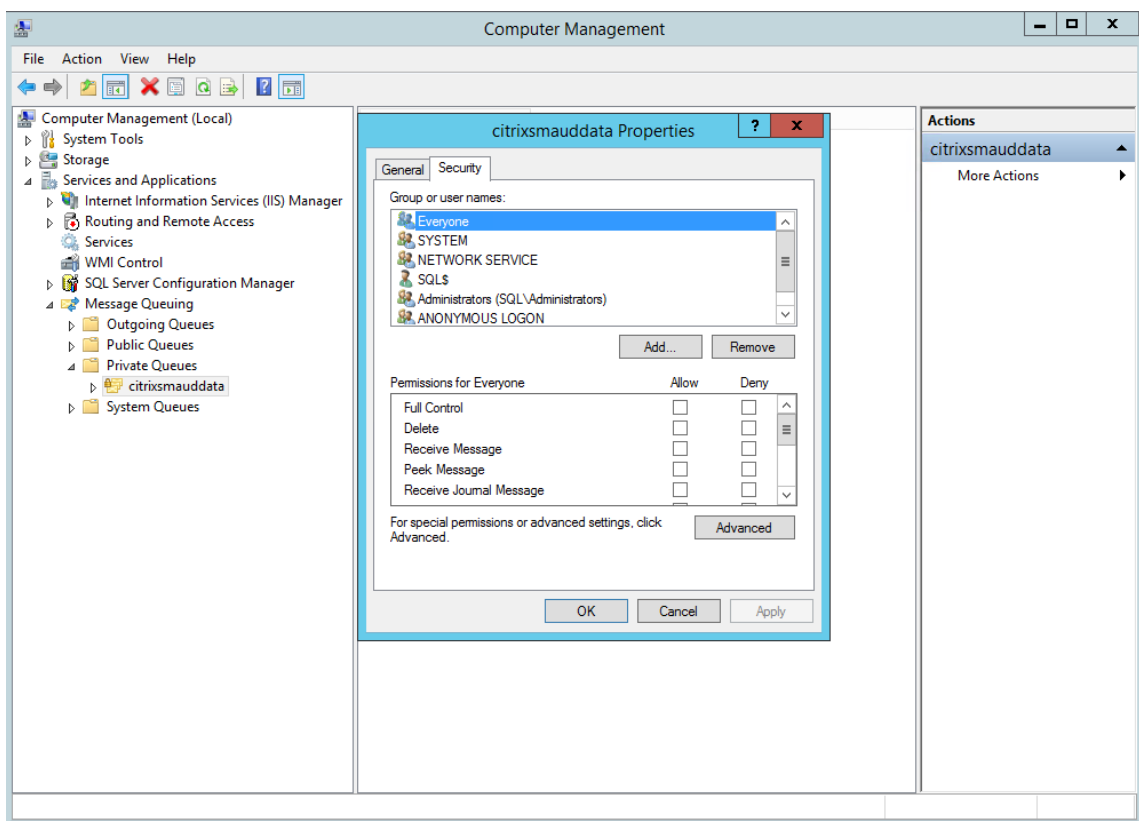 Computer Management
File Action View Help
Computer Management (Local)
System Tools
Storage
Services and Applications
Internet Information Services (IIS) Manager
Routing and Remote Access
Services
WMI Control
SQL Server Configuration Manager
Message Queuing
Outgoing Queues
Public Queues
Private Queues
citrixsmauddata
System Queues
citrixsmauddata Properties
? x
General Security
Group or user names:
Everyone
SYSTEM
NETWORK SERVICE
SQL$
Administrators (SQL\Administrators)
ANONYMOUS LOGON
Add... Remove
Permissions for Everyone Allow Deny
Full Control
Delete
Receive Message
Peek Message
Receive Journal Message
For special permissions or advanced settings, click
Advanced.
Advanced
OK Cancel Apply
Actions
citrixsmauddata
More Actions